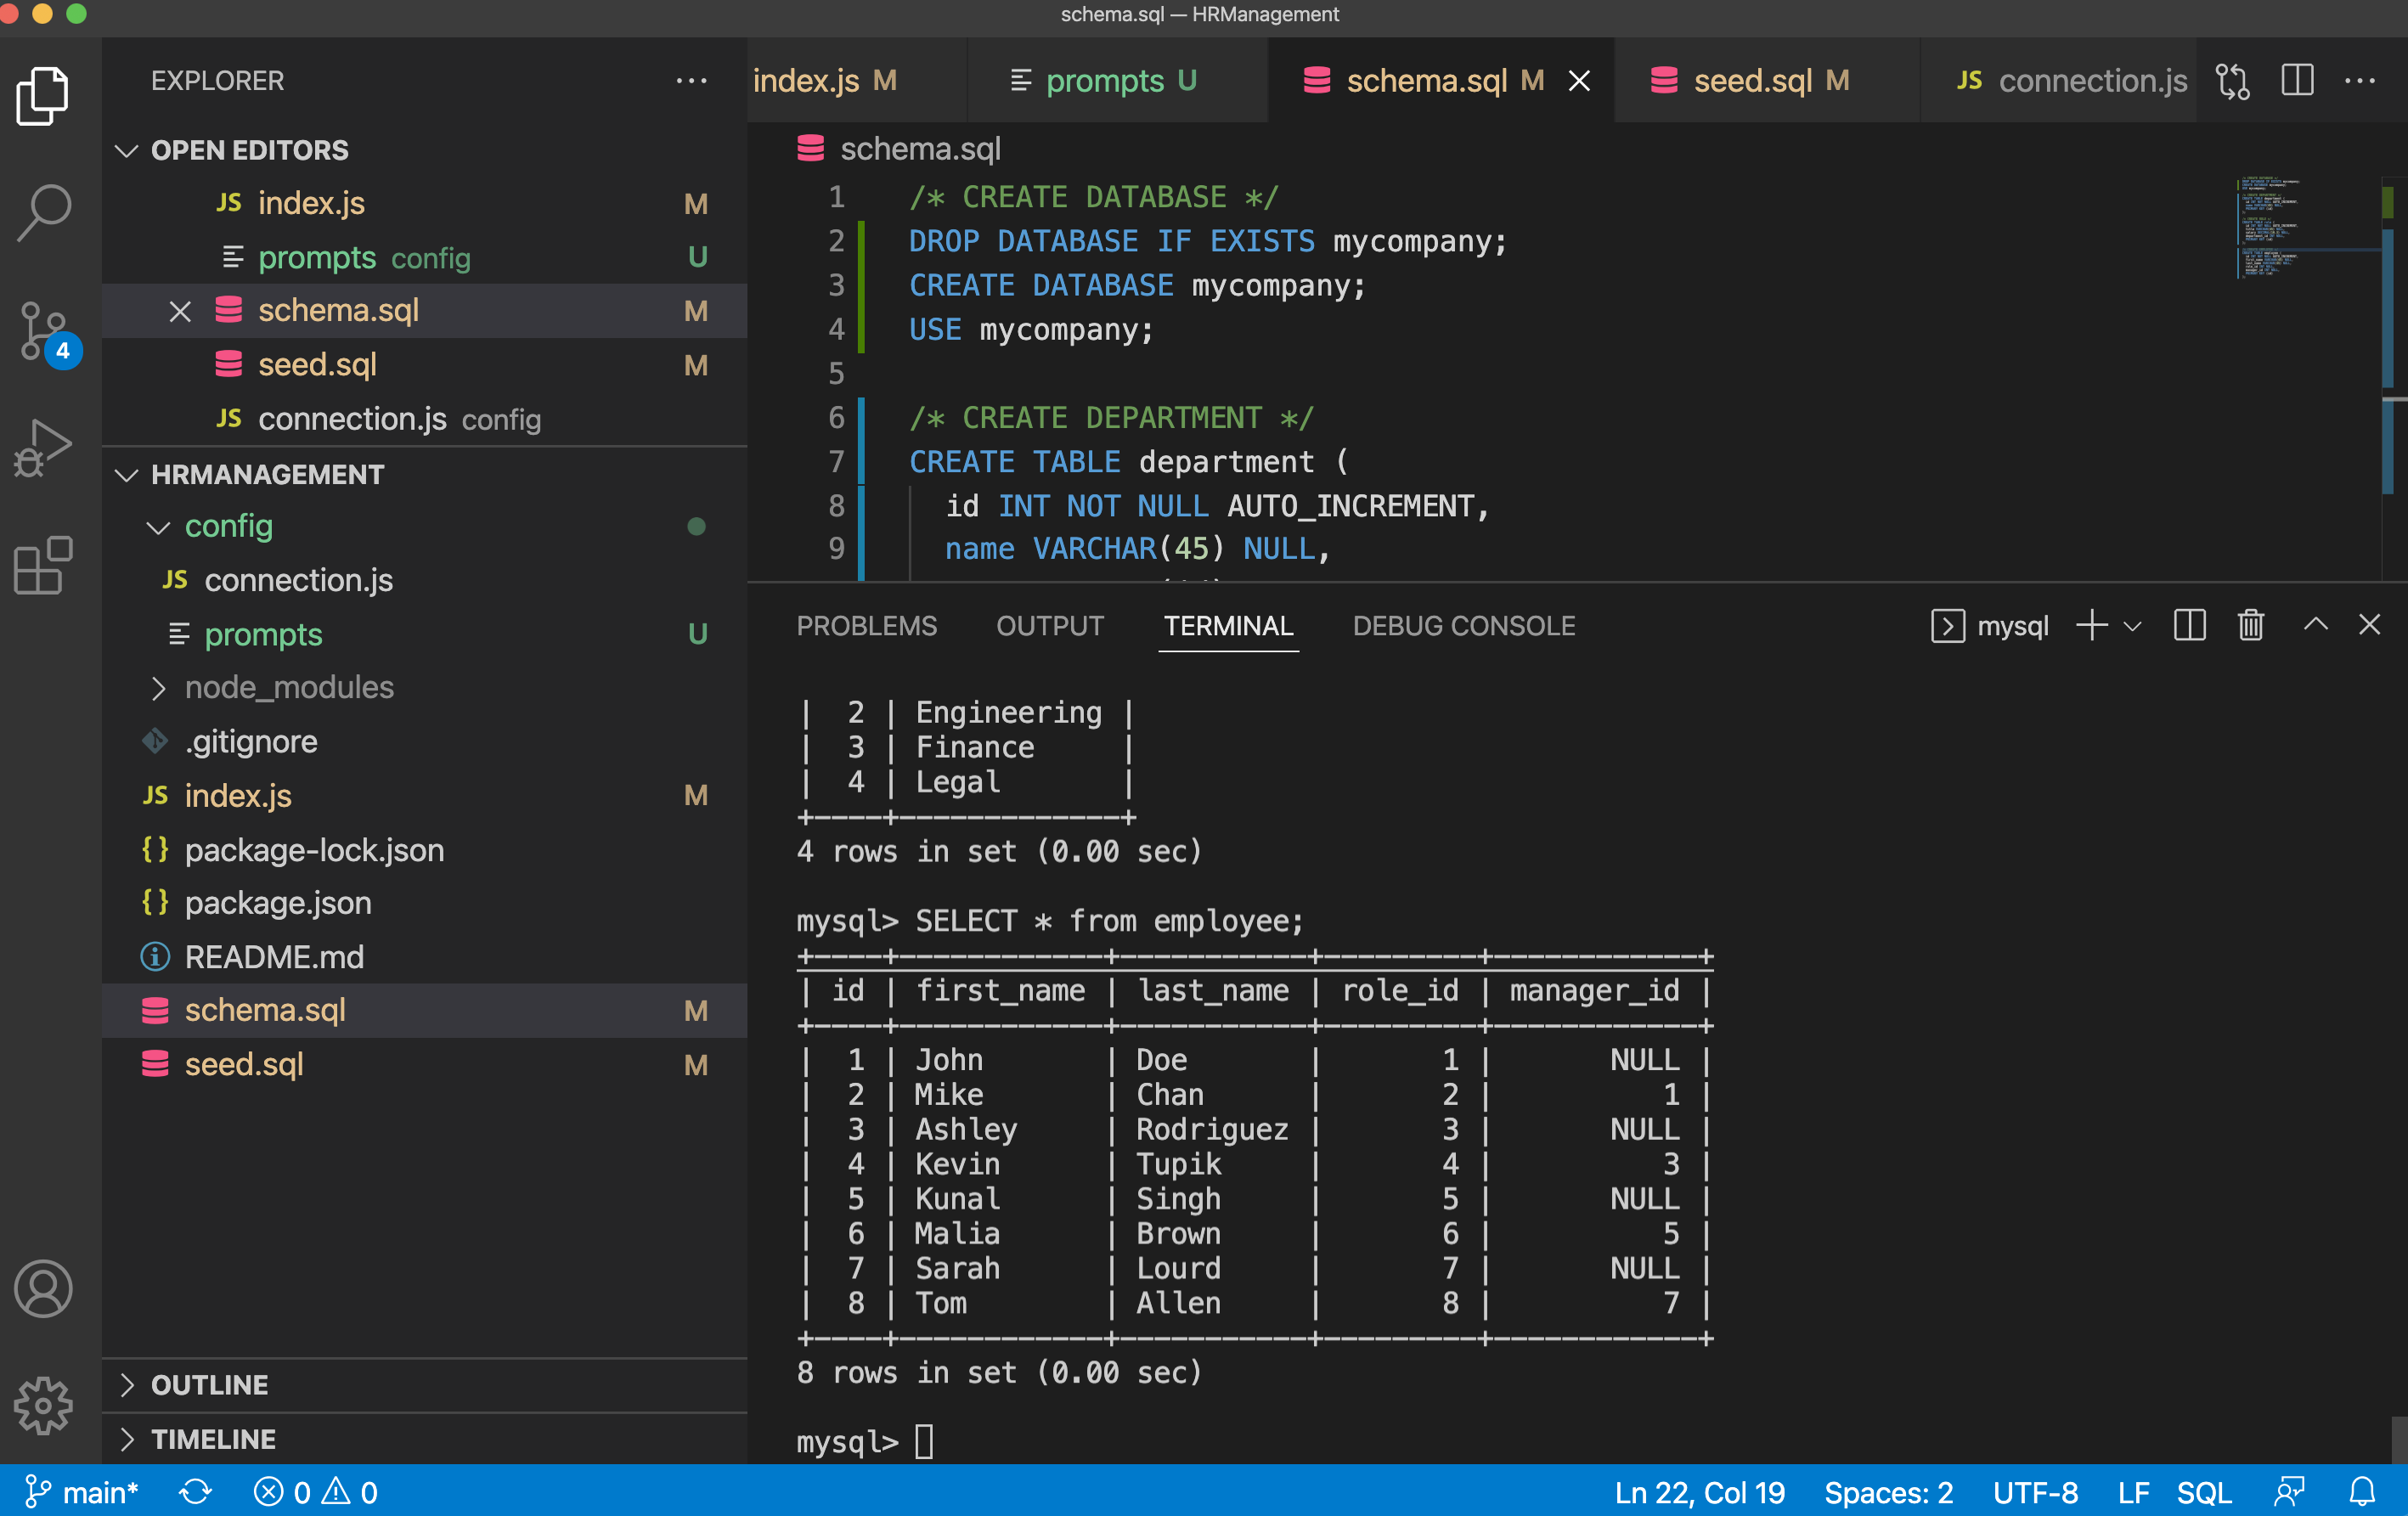 schema.sql — HRManagement
EXPLORER
OPEN EDITORS
JS index.js M
prompts config U
schema.sql M
seed.sql M
JS connection.js config
HRMANAGEMENT
config
JS connection.js
prompts U
node_modules
.gitignore
JS index.js M
{} package-lock.json
{} package.json
README.md
schema.sql M
seed.sql M
OUTLINE
TIMELINE
4
index.js M
prompts U
schema.sql M
seed.sql M
JS connection.js
schema.sql
1 /* CREATE DATABASE */
2 DROP DATABASE IF EXISTS mycompany;
3 CREATE DATABASE mycompany;
4 USE mycompany;
5
6 /* CREATE DEPARTMENT */
7 CREATE TABLE department (
8 id INT NOT NULL AUTO_INCREMENT,
9 name VARCHAR(45) NULL,
PROBLEMS OUTPUT TERMINAL DEBUG CONSOLE mysql
| 2 | Engineering |
| 3 | Finance |
| 4 | Legal |
+----+-------------+
4 rows in set (0.00 sec)
mysql> SELECT * from employee;
+----+------------+-----------+---------+------------+
| id | first_name | last_name | role_id | manager_id |
+----+------------+-----------+---------+------------+
| 1 | John | Doe | 1 | NULL |
| 2 | Mike | Chan | 2 | 1 |
| 3 | Ashley | Rodriguez | 3 | NULL |
| 4 | Kevin | Tupik | 4 | 3 |
| 5 | Kunal | Singh | 5 | NULL |
| 6 | Malia | Brown | 6 | 5 |
| 7 | Sarah | Lourd | 7 | NULL |
| 8 | Tom | Allen | 8 | 7 |
+----+------------+-----------+---------+------------+
8 rows in set (0.00 sec)
mysql>
main* 0 0 Ln 22, Col 19 Spaces: 2 UTF-8 LF SQL